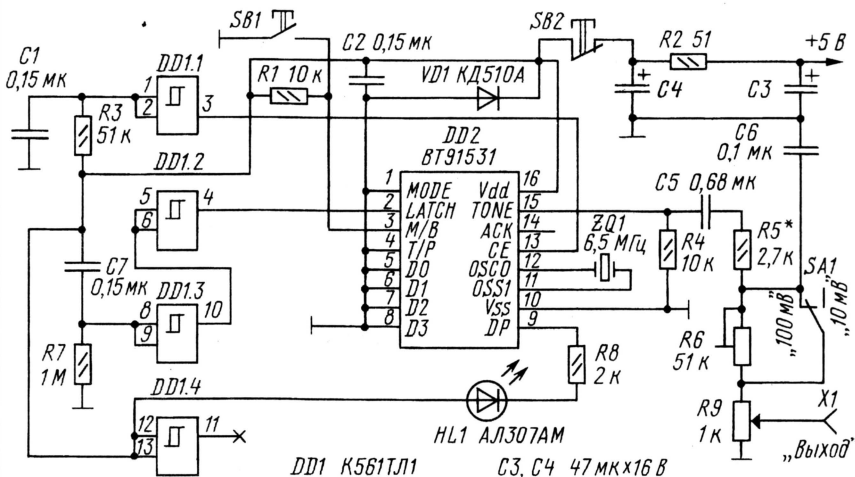 SB1
SB2
+5 В
C1
0,15 мк
DD1.1
1
2
3
R3
51 к
C2 0,15 мк
R1 10 к
VD1 КД510А
R2 51
+
C4
+
C3
C6
0,1 мк
DD1.2
5
6
4
DD2
BT91531
1 MODE Vdd 16
2 LATCH TONE 15
3 M/B ACK 14
4 T/P CE 13
5 D0 OSCO 12
6 D1 OSS1 11
7 D2 Vss 10
8 D3 DP 9
ZQ1
6,5 МГц
C5 0,68 мк
R4
10 к
R5*
2,7 к
SA1
„100 мВ"
„10 мВ"
C7
0,15 мк
DD1.3
8
9
10
R7
1 М
R6
51 к
R8
2 к
DD1.4
12
13
11
HL1 АЛ307АМ
R9
1 к
X1
„Выход"
DD1 К561ТЛ1
C3, C4 47 мк х 16 В